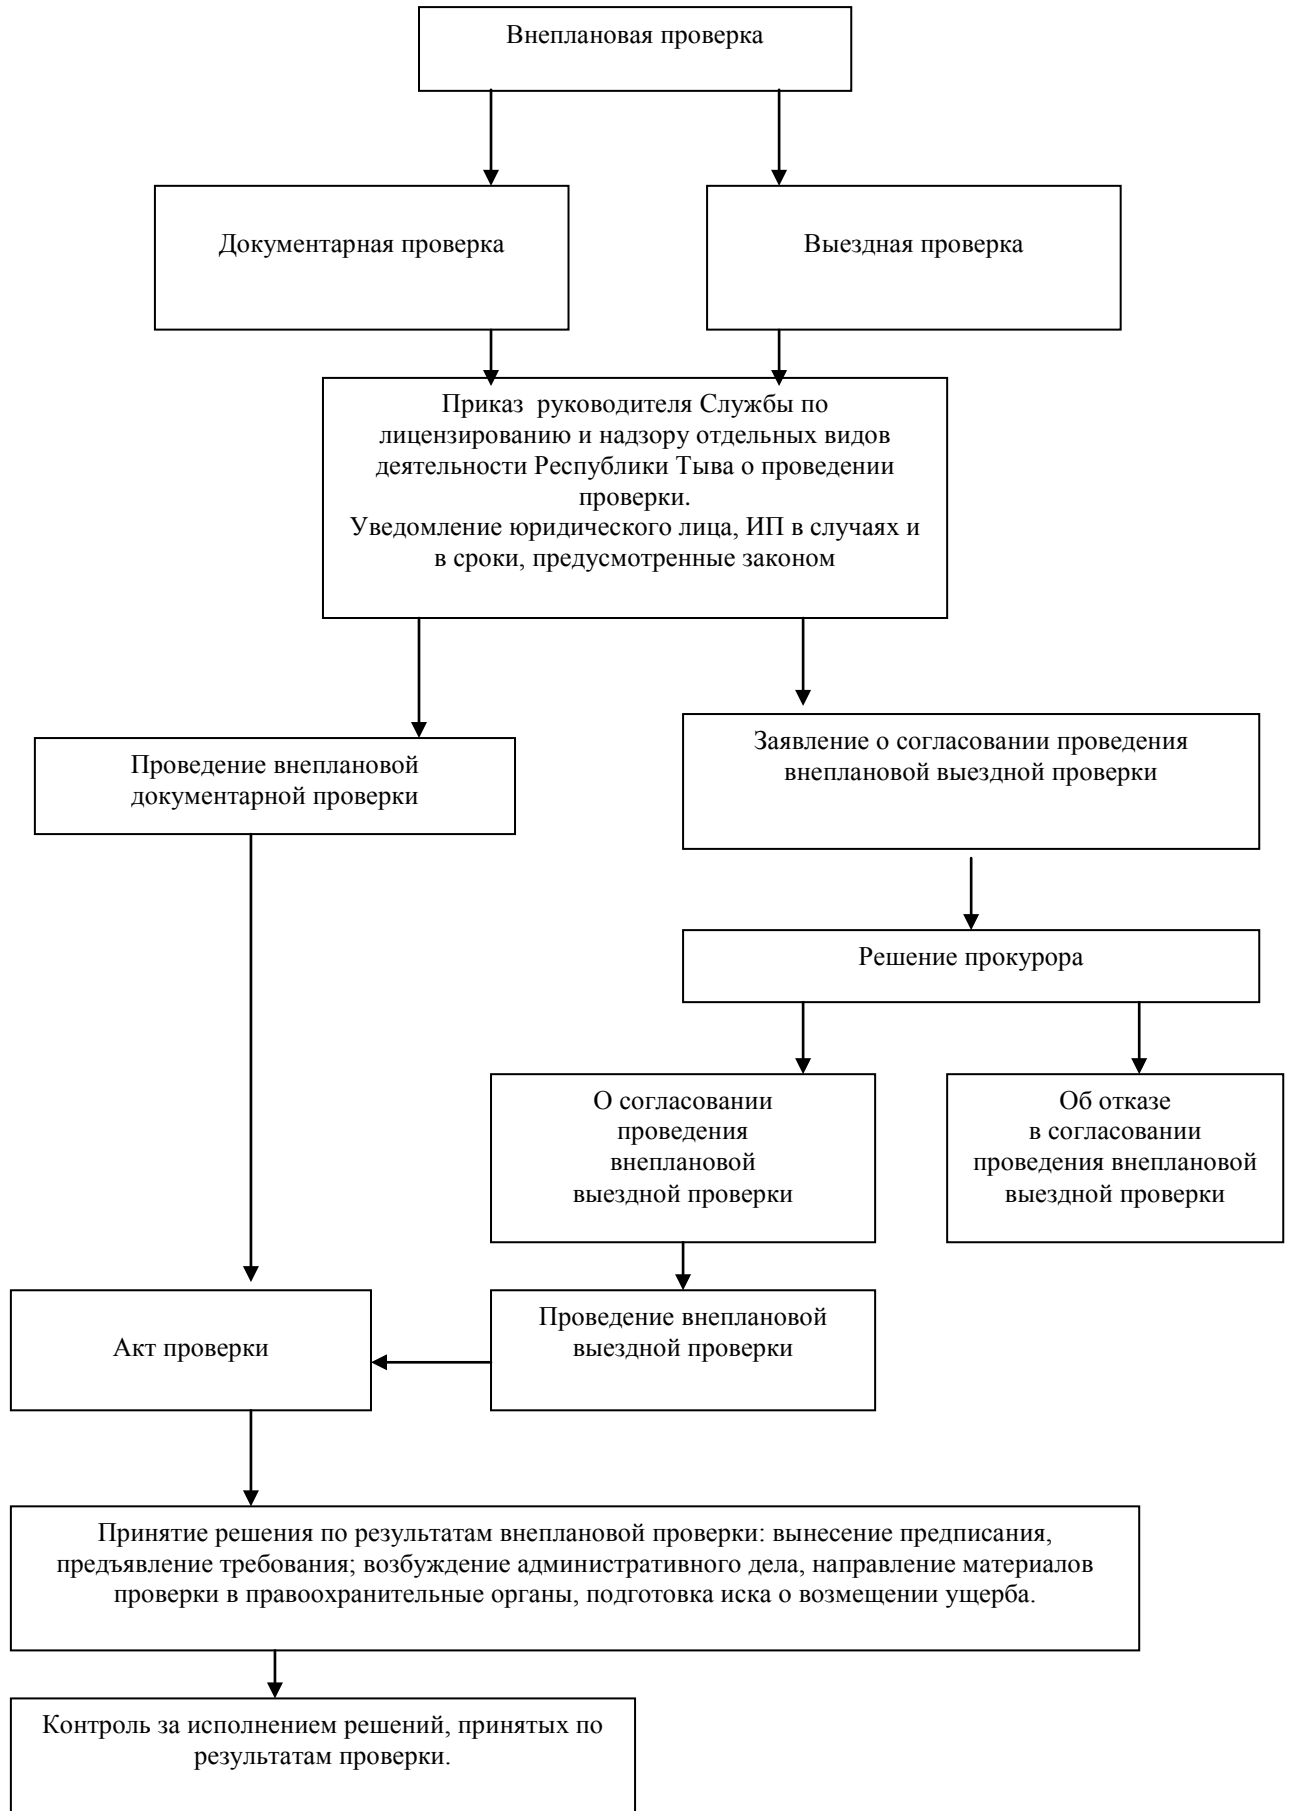 Внеплановая проверка
Документарная проверка
Выездная проверка
Приказ  руководителя Службы по
лицензированию и надзору отдельных видов
деятельности Республики Тыва о проведении
проверки.
Уведомление юридического лица, ИП в случаях и
в сроки, предусмотренные законом
Проведение внеплановой
документарной проверки
Заявление о согласовании проведения
внеплановой выездной проверки
Решение прокурора
О согласовании
проведения
внеплановой
выездной проверки
Об отказе
в согласовании
проведения внеплановой
выездной проверки
Акт проверки
Проведение внеплановой
выездной проверки
Принятие решения по результатам внеплановой проверки: вынесение предписания,
предъявление требования; возбуждение административного дела, направление материалов
проверки в правоохранительные органы, подготовка иска о возмещении ущерба.
Контроль за исполнением решений, принятых по
результатам проверки.